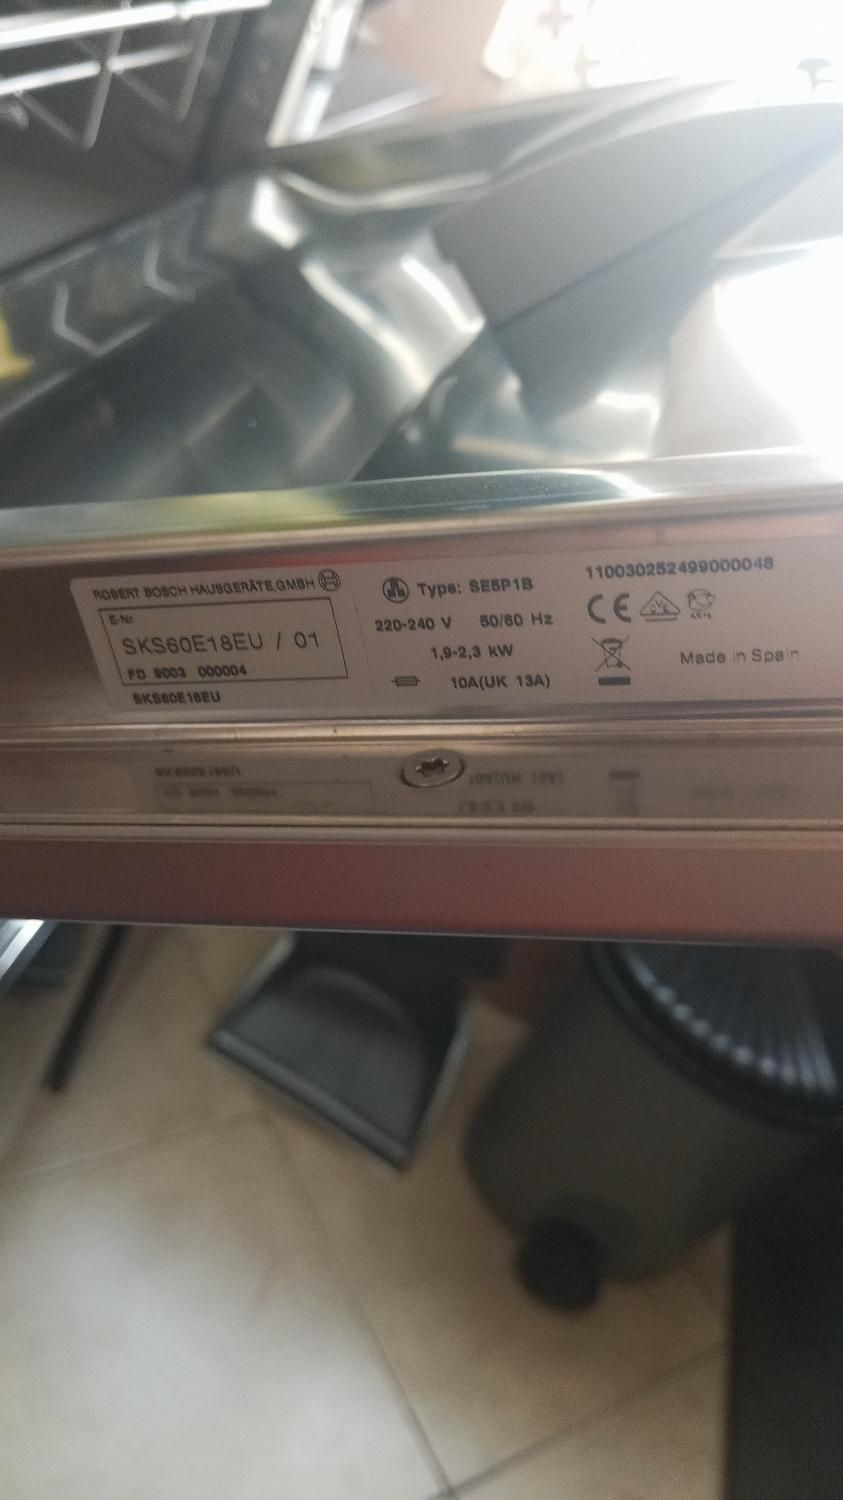 ROBERT BOSCH HAUSGERÄTE GMBH
E-Nr
SKS60E18EU / 01
FD 9003 000004
SKS60E18EU
Type: SE5P1B
220-240 V 50/60 Hz
1,9-2,3 kW
10A(UK 13A)
110030252499000048
CE
Made in Spain